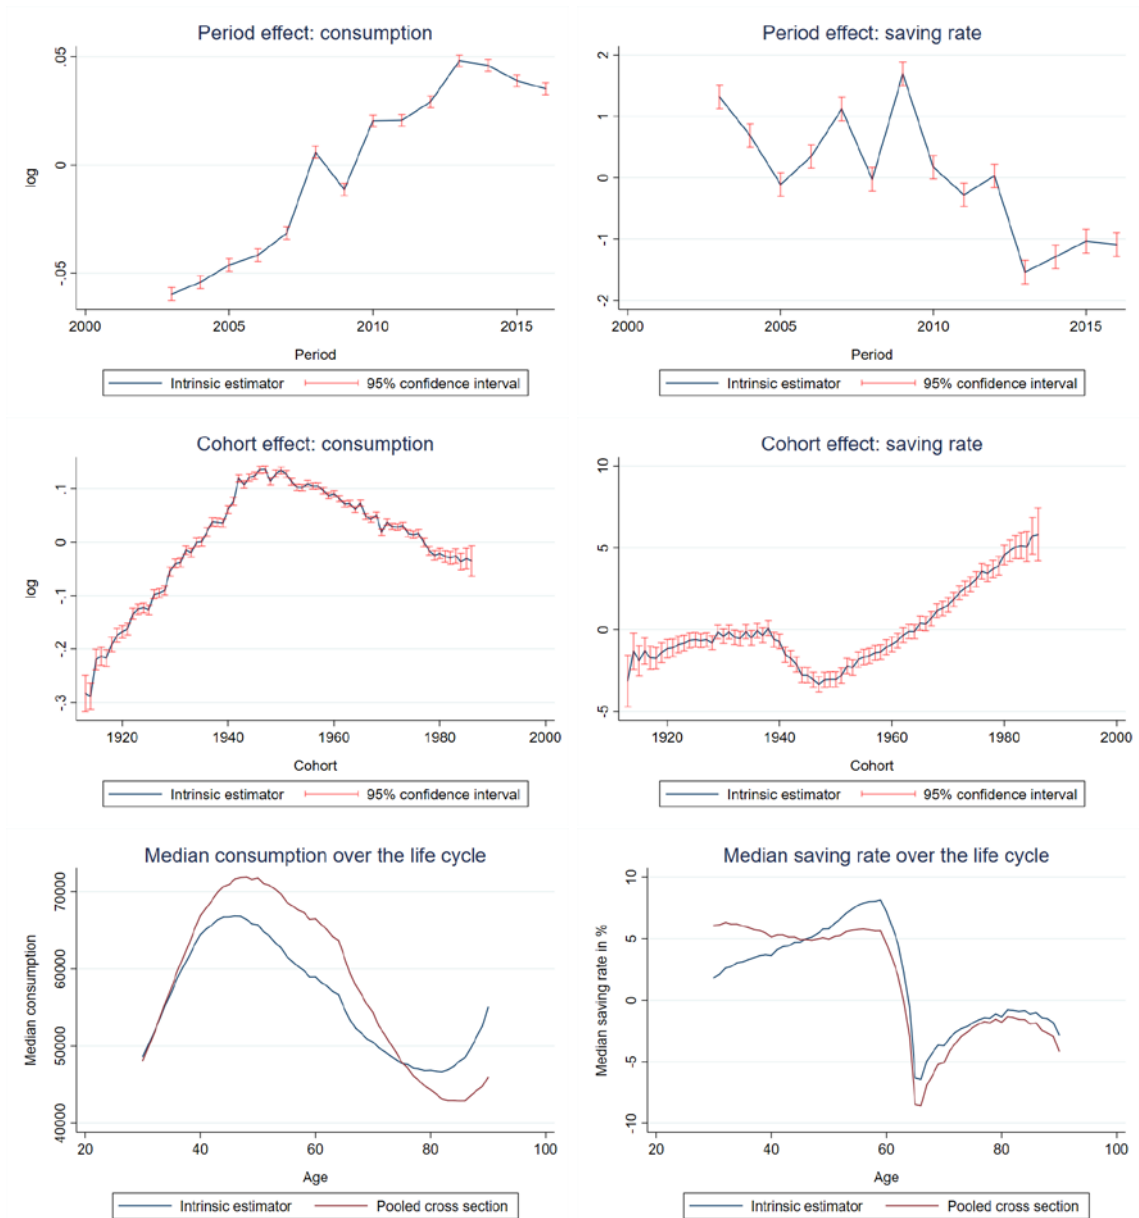 Period effect: consumption
.05
0
-.05
log
2000 2005 2010 2015
Period
Intrinsic estimator 95% confidence interval
Period effect: saving rate
2
1
0
-1
-2
2000 2005 2010 2015
Period
Intrinsic estimator 95% confidence interval
Cohort effect: consumption
.1
0
-.1
-.2
-.3
log
1920 1940 1960 1980 2000
Cohort
Intrinsic estimator 95% confidence interval
Cohort effect: saving rate
10
5
0
-5
1920 1940 1960 1980 2000
Cohort
Intrinsic estimator 95% confidence interval
Median consumption over the life cycle
70000
60000
50000
40000
Median consumption
20 40 60 80 100
Age
Intrinsic estimator Pooled cross section
Median saving rate over the life cycle
10
5
0
-5
-10
Median saving rate in %
20 40 60 80 100
Age
Intrinsic estimator Pooled cross section